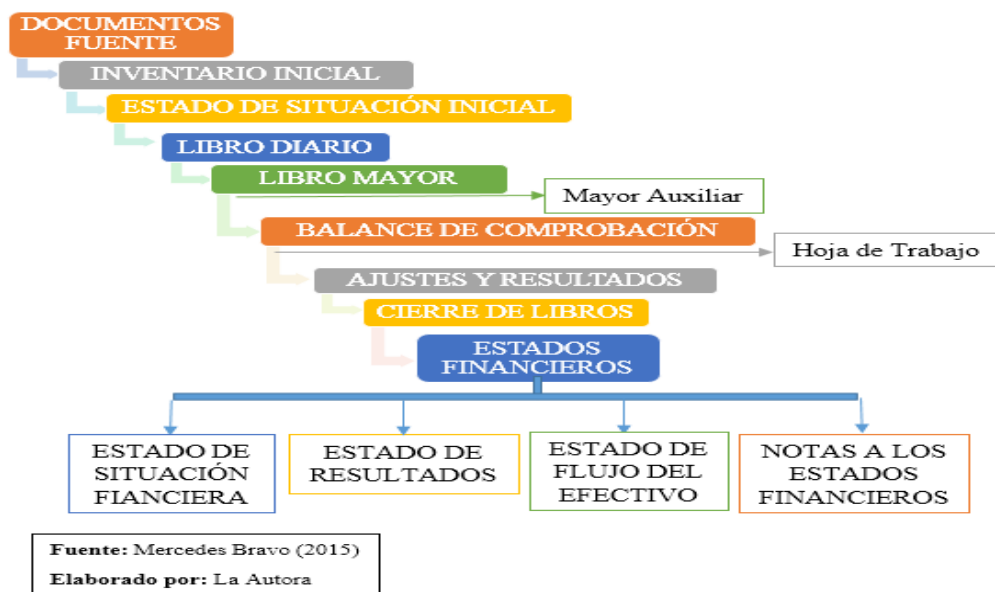 DOCUMENTOS
FUENTE
INVENTARIO INICIAL
ESTADO DE SITUACIÓN INICIAL
LIBRO DIARIO
LIBRO MAYOR
Mayor Auxiliar
BALANCE DE COMPROBACIÓN
Hoja de Trabajo
AJUSTES Y RESULTADOS
CIERRE DE LIBROS
ESTADOS
FINANCIEROS
ESTADO DE
SITUACIÓN
FIANCIERA
ESTADO DE
RESULTADOS
ESTADO DE
FLUJO DEL
EFECTIVO
NOTAS A LOS
ESTADOS
FINANCIEROS
Fuente: Mercedes Bravo (2015)
Elaborado por: La Autora